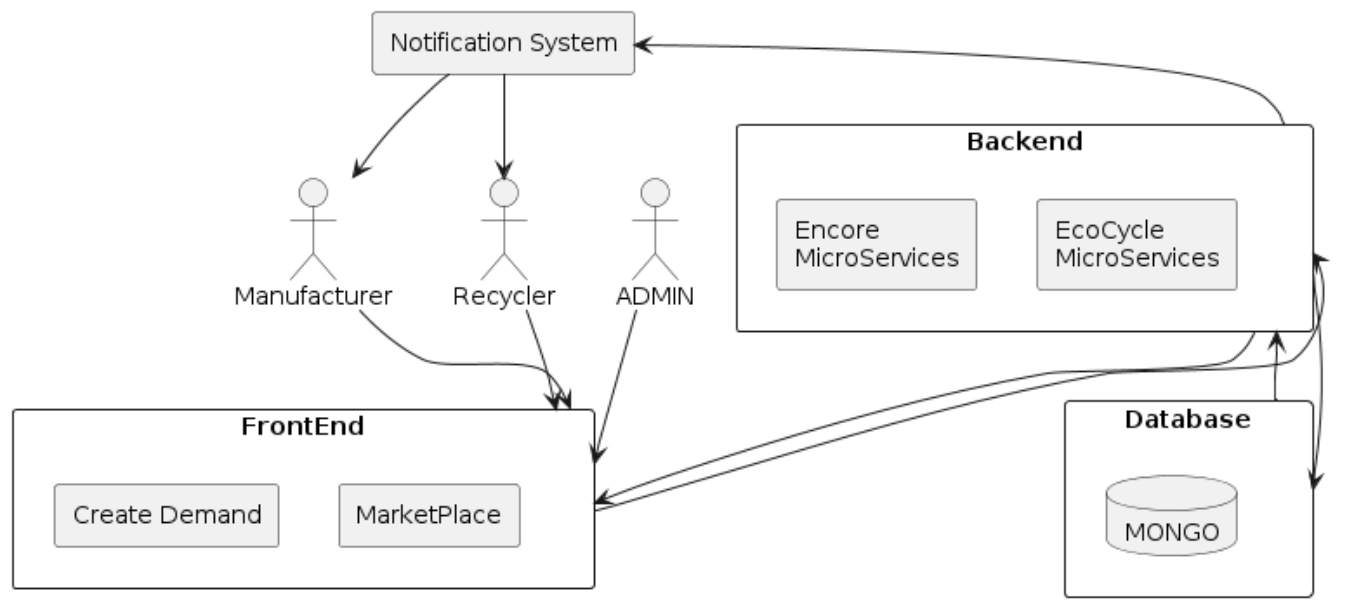 Notification System
Backend
Encore
MicroServices
EcoCycle
MicroServices
Manufacturer
Recycler
ADMIN
FrontEnd
Create Demand
MarketPlace
Database
MONGO